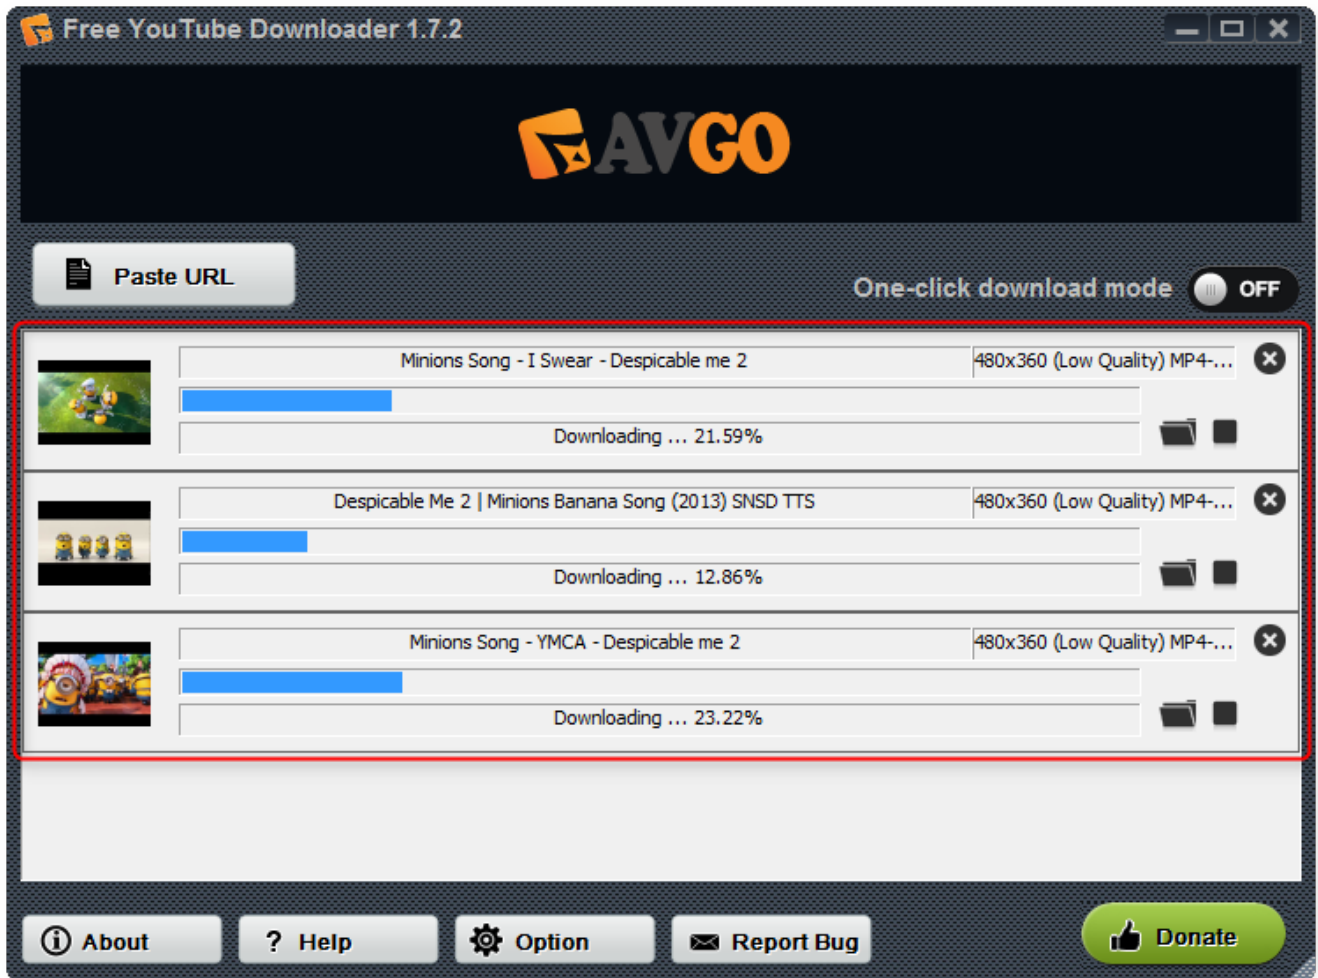 Free YouTube Downloader 1.7.2
AVGO
Paste URL
One-click download mode OFF
Minions Song - I Swear - Despicable me 2 480x360 (Low Quality) MP4-...
Downloading ... 21.59%
Despicable Me 2 | Minions Banana Song (2013) SNSD TTS 480x360 (Low Quality) MP4-...
Downloading ... 12.86%
Minions Song - YMCA - Despicable me 2 480x360 (Low Quality) MP4-...
Downloading ... 23.22%
About ? Help Option Report Bug Donate